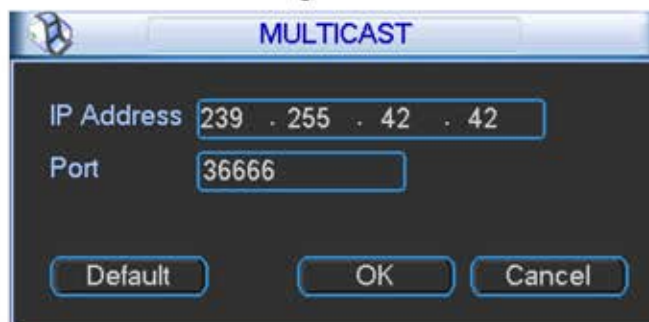 MULTICAST
IP Address 239 . 255 . 42 . 42
Port 36666
Default OK Cancel